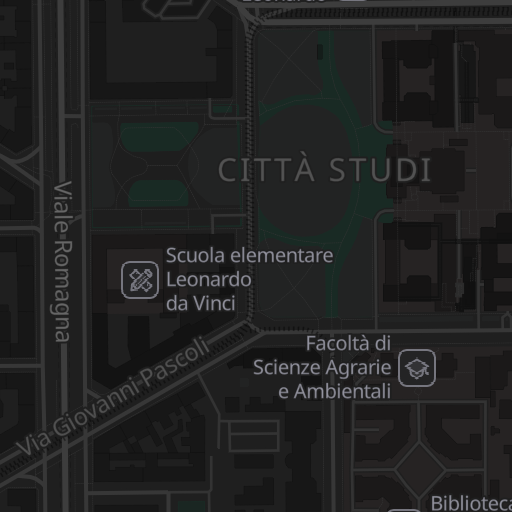 CITTÀ STUDI
Viale Romagna
Scuola elementare
Leonardo
da Vinci
Via Giovanni Pascoli
Facoltà di
Scienze Agrarie
e Ambientali
Biblioteca